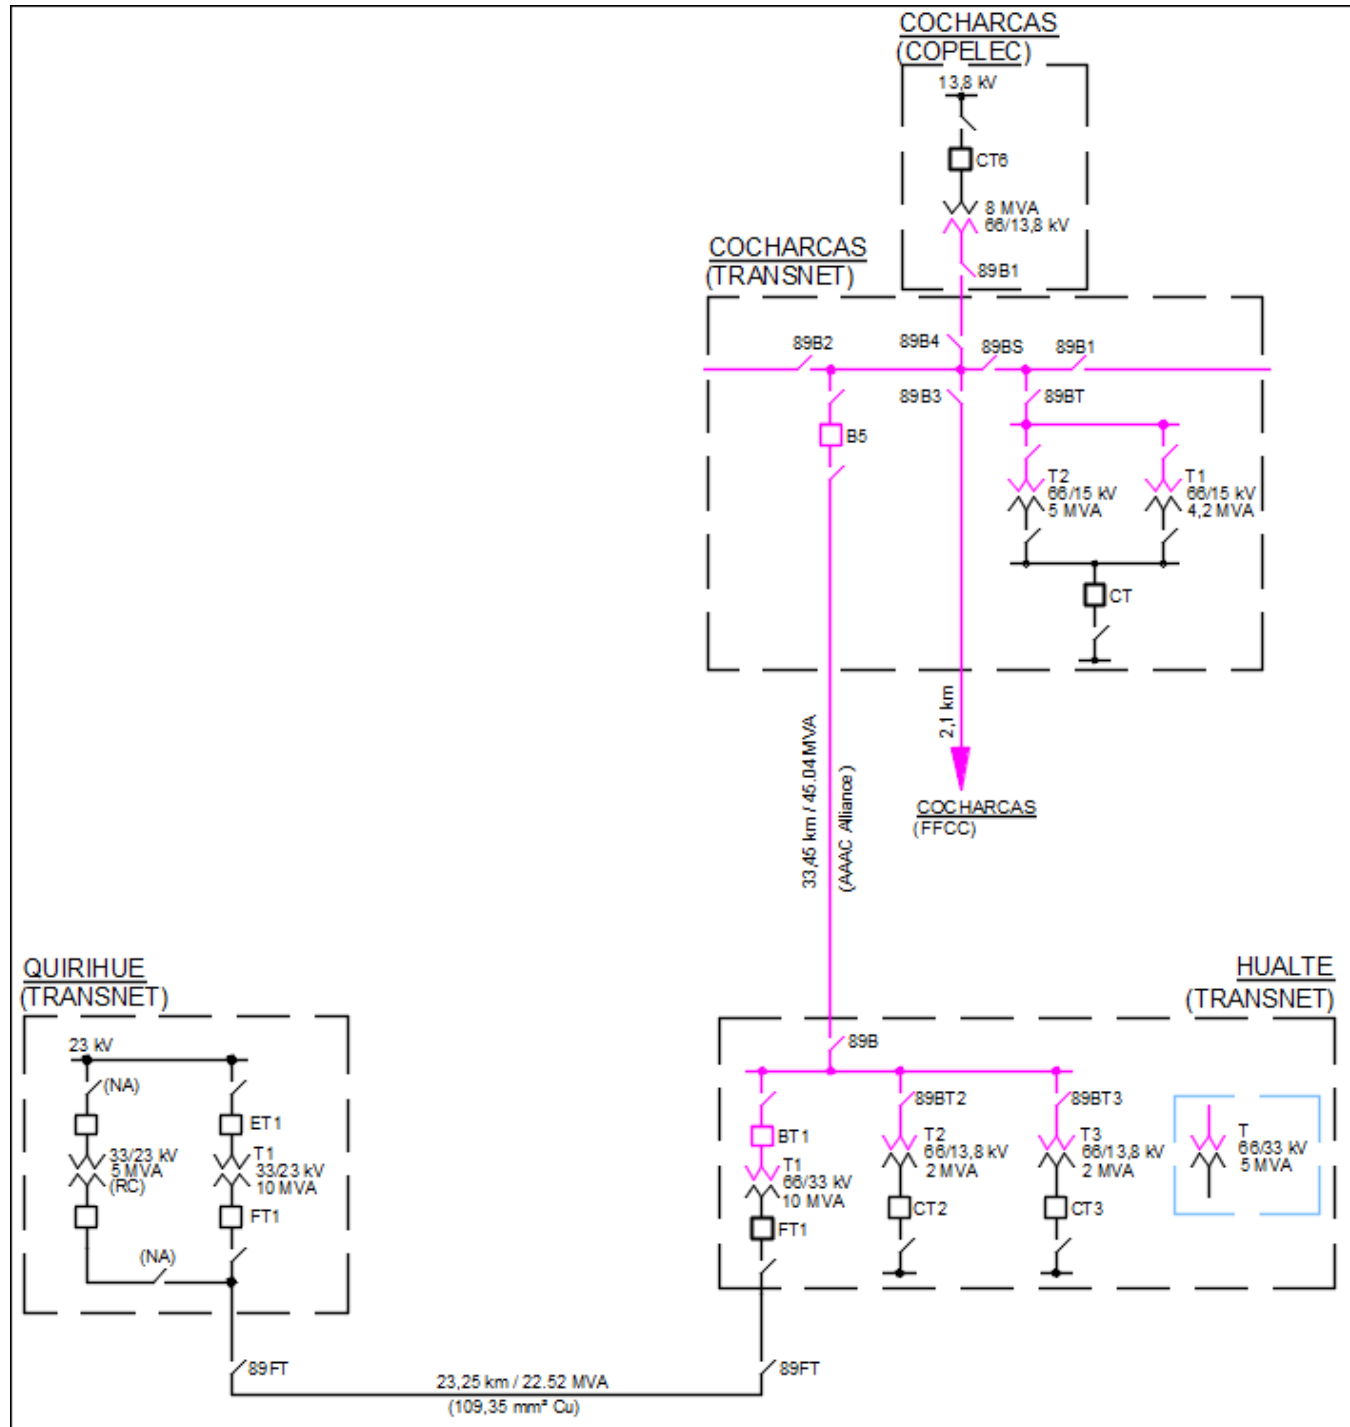 COCHARCAS
(COPELEC)
13,8 kV
CT6
8 MVA
66/13,8 kV
89B1
COCHARCAS
(TRANSNET)
89B2
89B4
89BS
89B1
89B3
89BT
B5
T2
66/15 kV
5 MVA
T1
66/15 kV
4,2 MVA
CT
33,45 km / 45.04 MVA
(AAAC Alliance)
2,1 km
COCHARCAS
(FFCC)
QUIRIHUE
(TRANSNET)
23 kV
(NA)
ET1
33/23 kV
5 MVA
(RC)
T1
33/23 kV
10 MVA
FT1
(NA)
89FT
HUALTE
(TRANSNET)
89B
89BT2
89BT3
BT1
T1
66/33 kV
10 MVA
FT1
T2
66/13,8 kV
2 MVA
CT2
T3
66/13,8 kV
2 MVA
CT3
T
66/33 kV
5 MVA
89FT
23,25 km / 22.52 MVA
(109,35 mm² Cu)